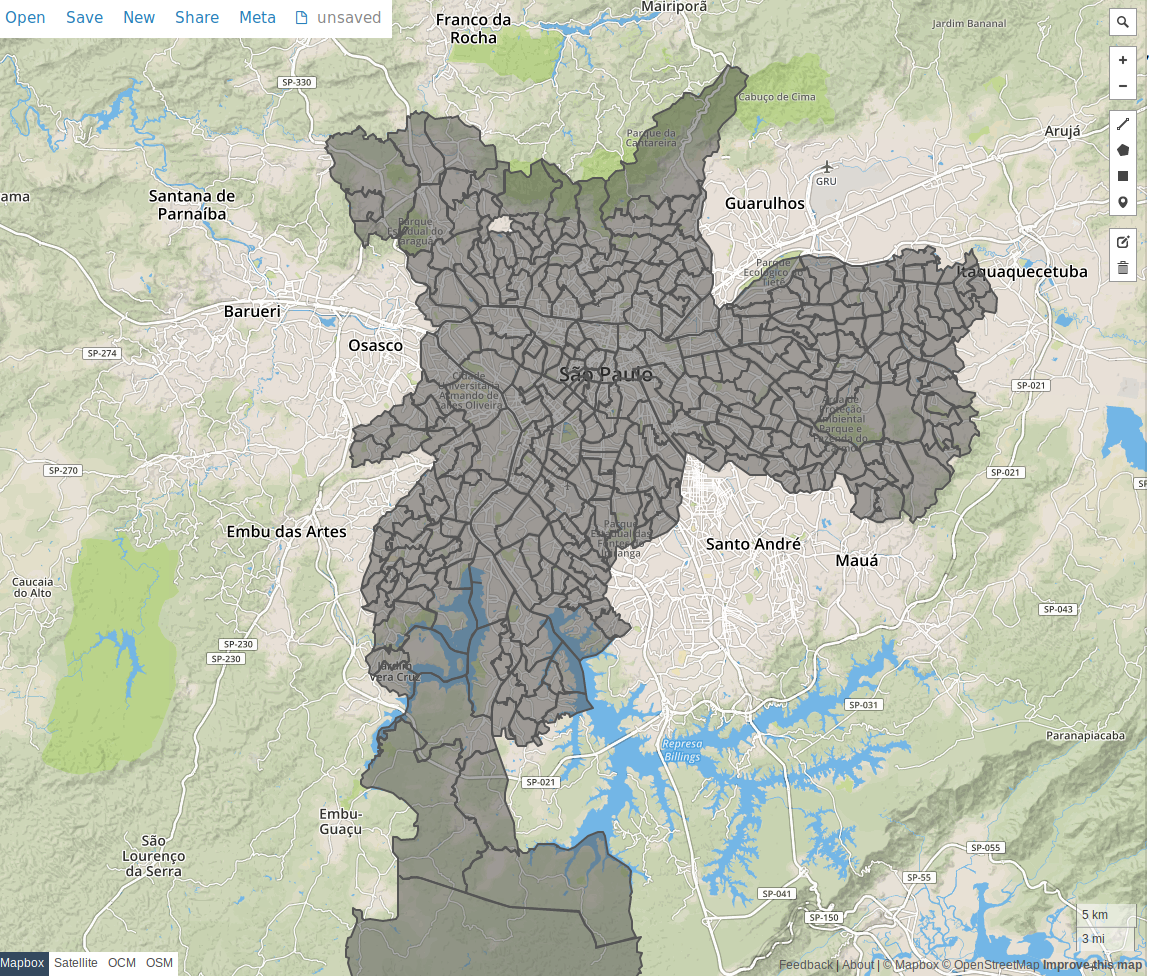 Open Save New Share Meta unsaved
Franco da
Rocha
Mairiporã
Jardim Bananal
+
−
SP-330
Cabuço de Cima
Parque da
Cantareira
Arujá
ama
Santana de
Parnaíba
GRU
Guarulhos
Parque
Estadual do
Jaraguá
Parque
Ecológico do
Tietê
Itaquaquecetuba
Barueri
Osasco
SP-274
São Paulo
Cidade
Universitária
Armando de
Salles Oliveira
SP-021
Área de
Proteção
Ambiental
Parque e
Fazenda do
Carmo
SP-270
SP-021
SP
Embu das Artes
Parque
Estadual das
Fontes do
Ipiranga
Santo André
Mauá
Caucaia
do Alto
SP-043
SP-230
SP-230
Jardim
Vera Cruz
SP-031
Represa
Billings
Paranapiacaba
SP-021
Embu-
Guaçu
São
Lourenço
da Serra
SP-055
SP-55
SP-041
SP-150
5 km
3 mi
Mapbox Satellite OCM OSM
Feedback | About | © Mapbox © OpenStreetMap Improve this map